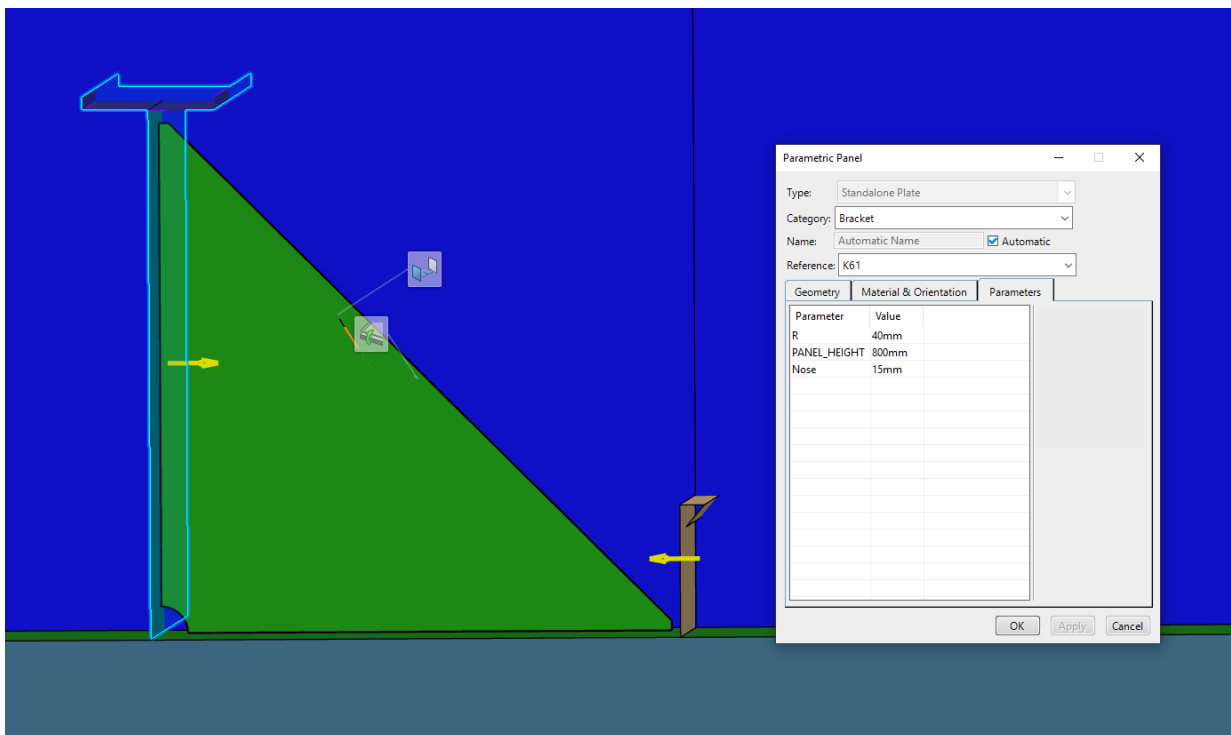 Parametric Panel
Type: Standalone Plate
Category: Bracket
Name: Automatic Name Automatic
Reference: K61
Geometry Material & Orientation Parameters
Parameter Value
R 40mm
PANEL_HEIGHT 800mm
Nose 15mm
OK Apply Cancel